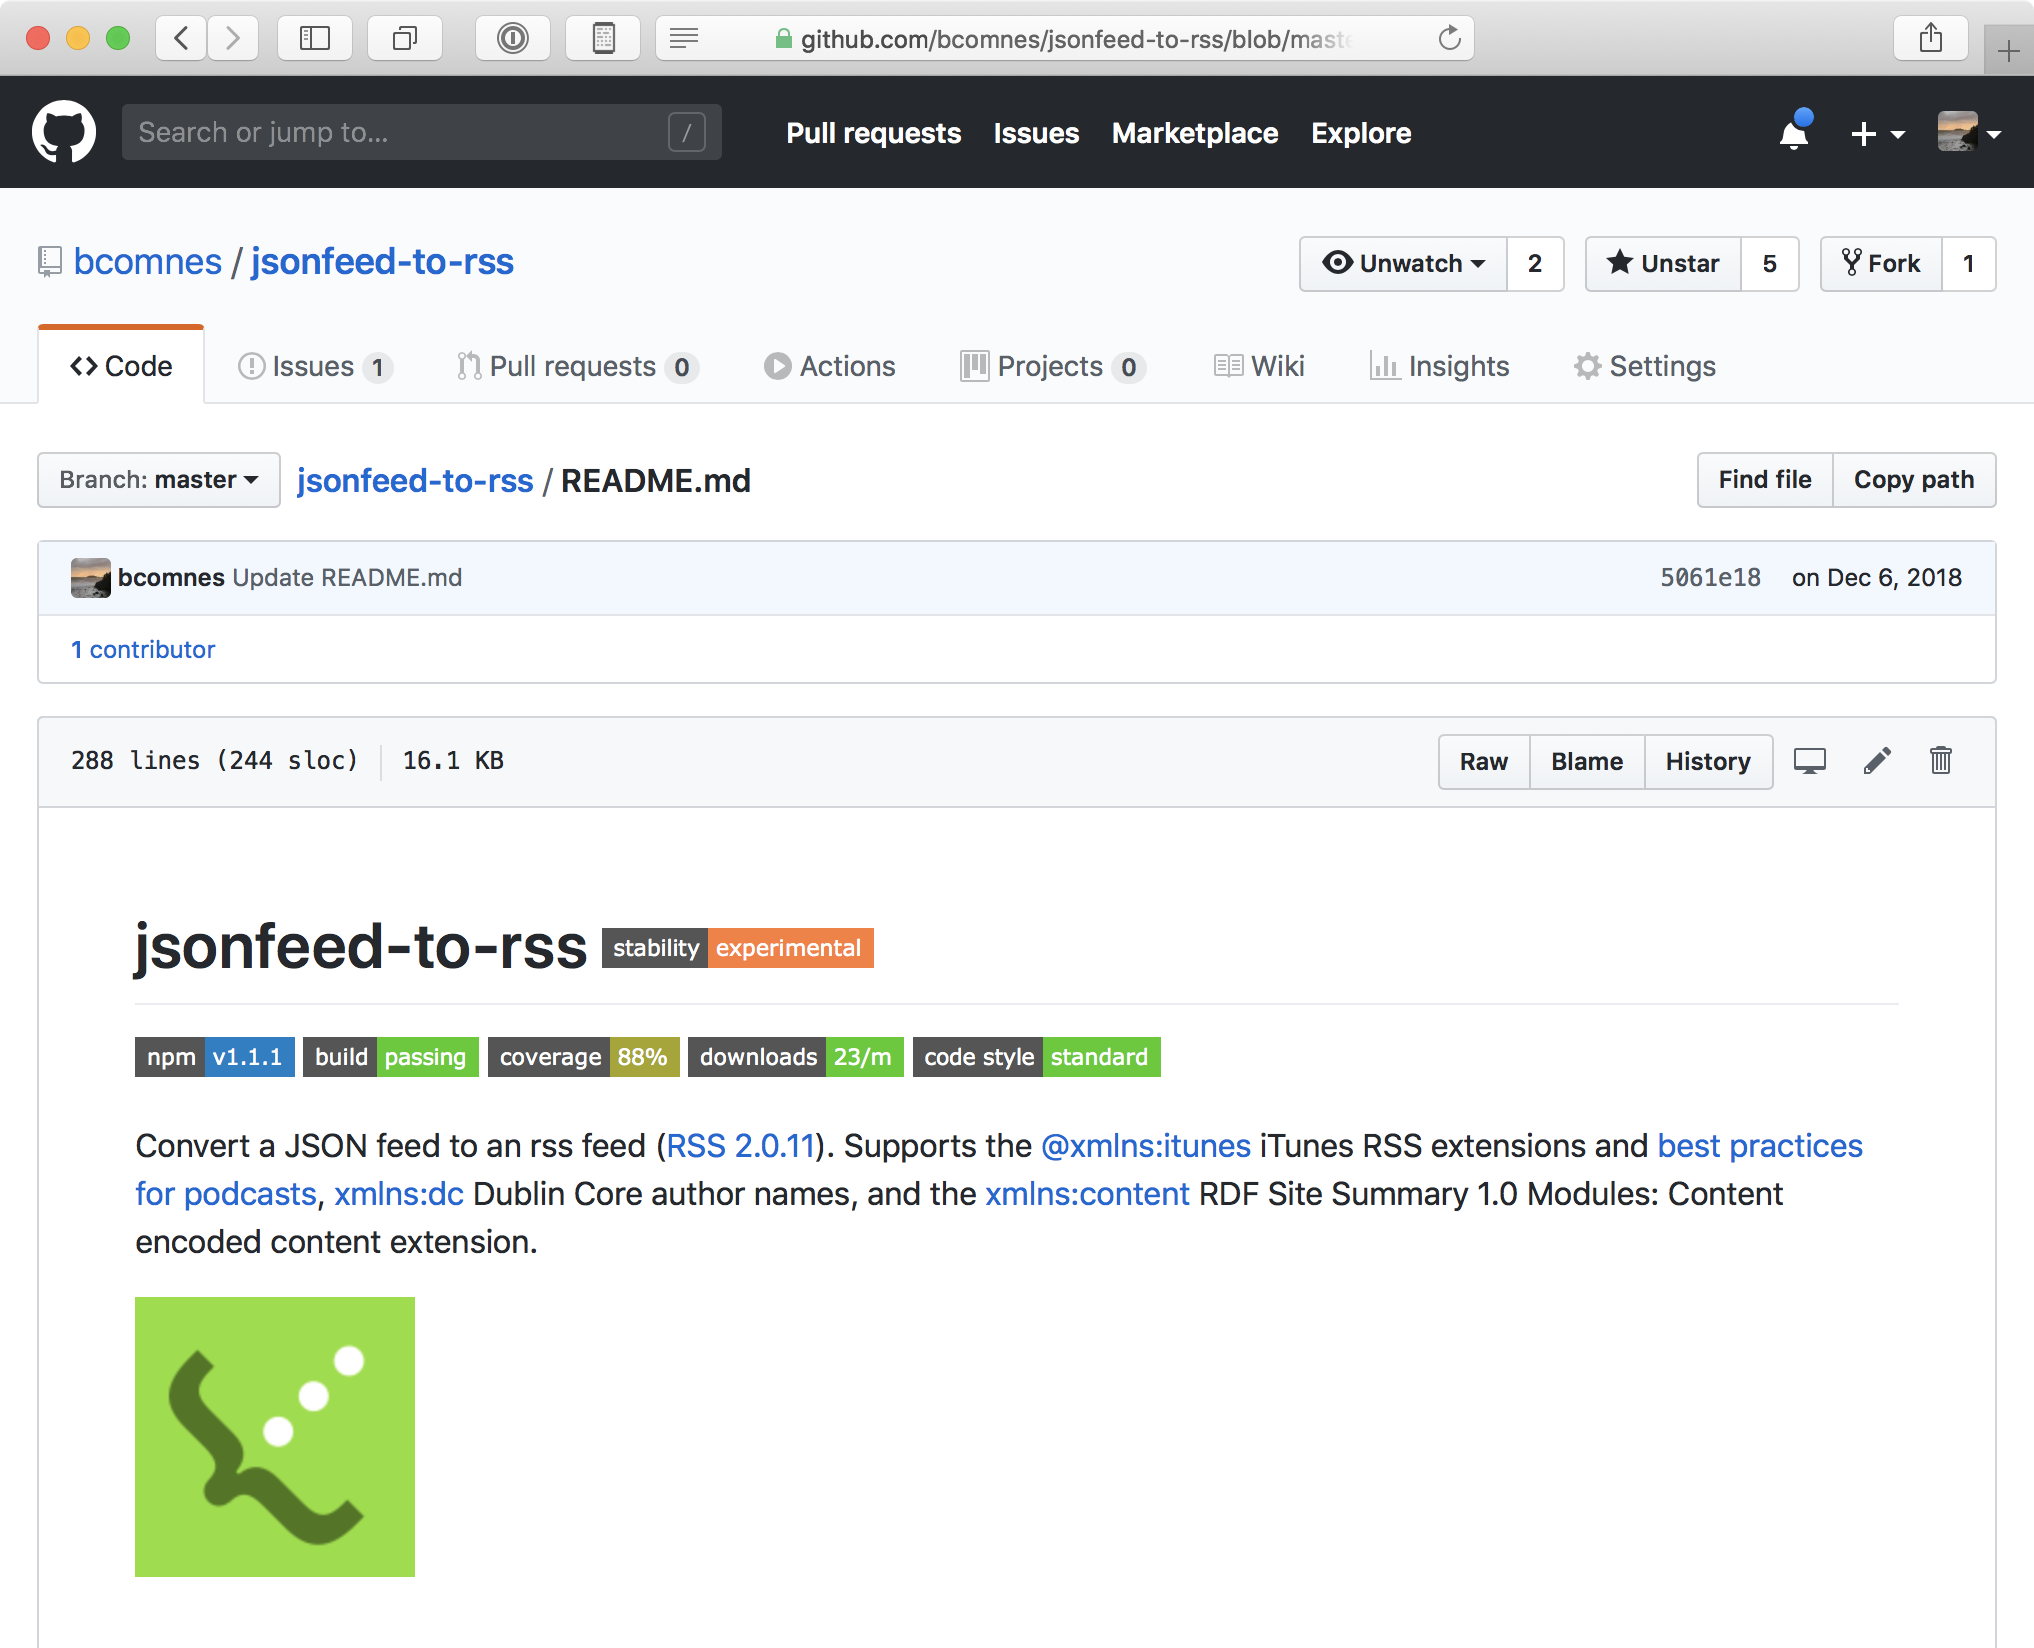 github.com/bcomnes/jsonfeed-to-rss/blob/maste
Search or jump to... /
Pull requests Issues Marketplace Explore
bcomnes / jsonfeed-to-rss
Unwatch 2 Unstar 5 Fork 1
Code Issues 1 Pull requests 0 Actions Projects 0 Wiki Insights Settings
Branch: master jsonfeed-to-rss / README.md Find file Copy path
bcomnes Update README.md 5061e18 on Dec 6, 2018
1 contributor
288 lines (244 sloc) 16.1 KB Raw Blame History
jsonfeed-to-rss stability experimental
npm v1.1.1 build passing coverage 88% downloads 23/m code style standard
Convert a JSON feed to an rss feed (RSS 2.0.11). Supports the @xmlns:itunes iTunes RSS extensions and best practices
for podcasts, xmlns:dc Dublin Core author names, and the xmlns:content RDF Site Summary 1.0 Modules: Content
encoded content extension.